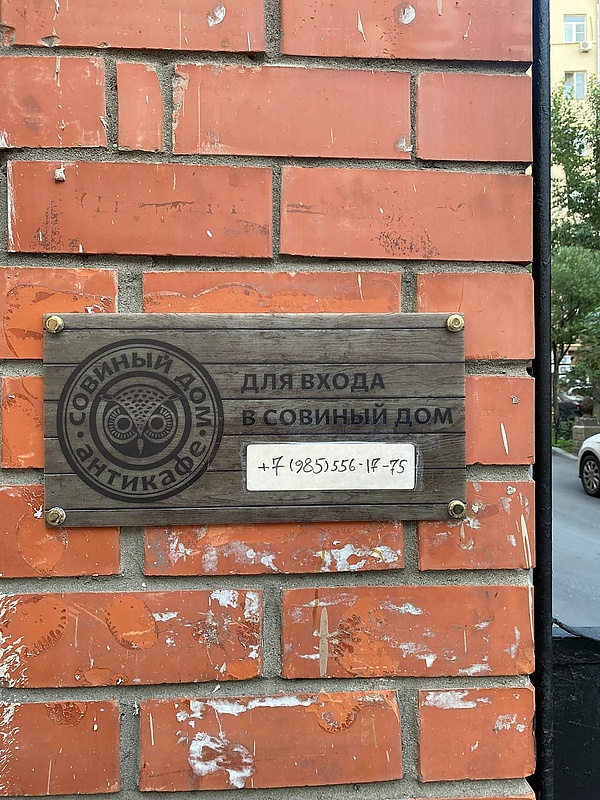 СОВИНЫЙ ДОМ
антикафе
ДЛЯ ВХОДА
В СОВИНЫЙ ДОМ
+7(985)556-17-75